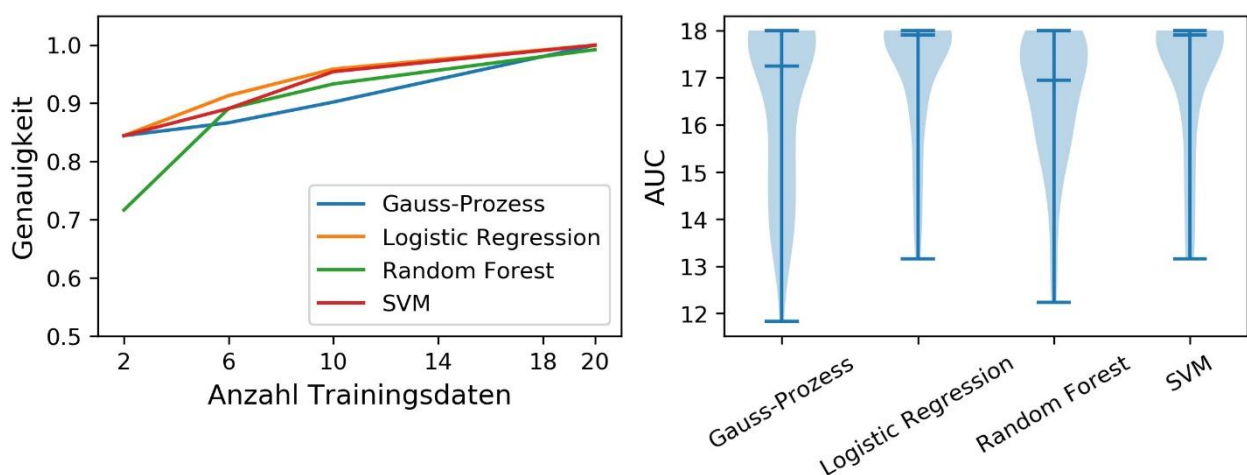 1.0
0.9
0.8
0.7
0.6
0.5
Genauigkeit
Gauss-Prozess
Logistic Regression
Random Forest
SVM
2 6 10 14 18 20
Anzahl Trainingsdaten
18
17
16
15
14
13
12
AUC
Gauss-Prozess
Logistic Regression
Random Forest
SVM